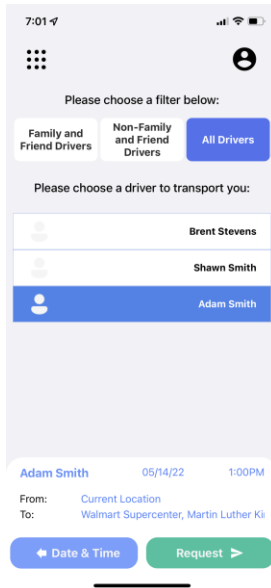 7:01
Please choose a filter below:
Family and
Friend Drivers
Non-Family
and Friend
Drivers
All Drivers
Please choose a driver to transport you:
Brent Stevens
Shawn Smith
Adam Smith
Adam Smith 05/14/22 1:00PM
From: Current Location
To: Walmart Supercenter, Martin Luther Ki
Date & Time
Request